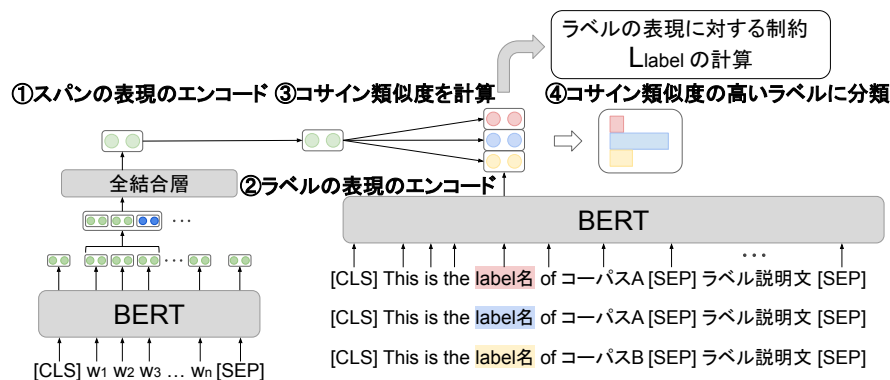 ラベルの表現に対する制約
Llabel の計算
①スパンの表現のエンコード
③コサイン類似度を計算
④コサイン類似度の高いラベルに分類
全結合層
②ラベルの表現のエンコード
...
BERT
...
...
[CLS] This is the label名 of コーパスA [SEP] ラベル説明文 [SEP]
BERT
[CLS] This is the label名 of コーパスA [SEP] ラベル説明文 [SEP]
[CLS] This is the label名 of コーパスB [SEP] ラベル説明文 [SEP]
[CLS] w1 w2 w3 ... wn [SEP]